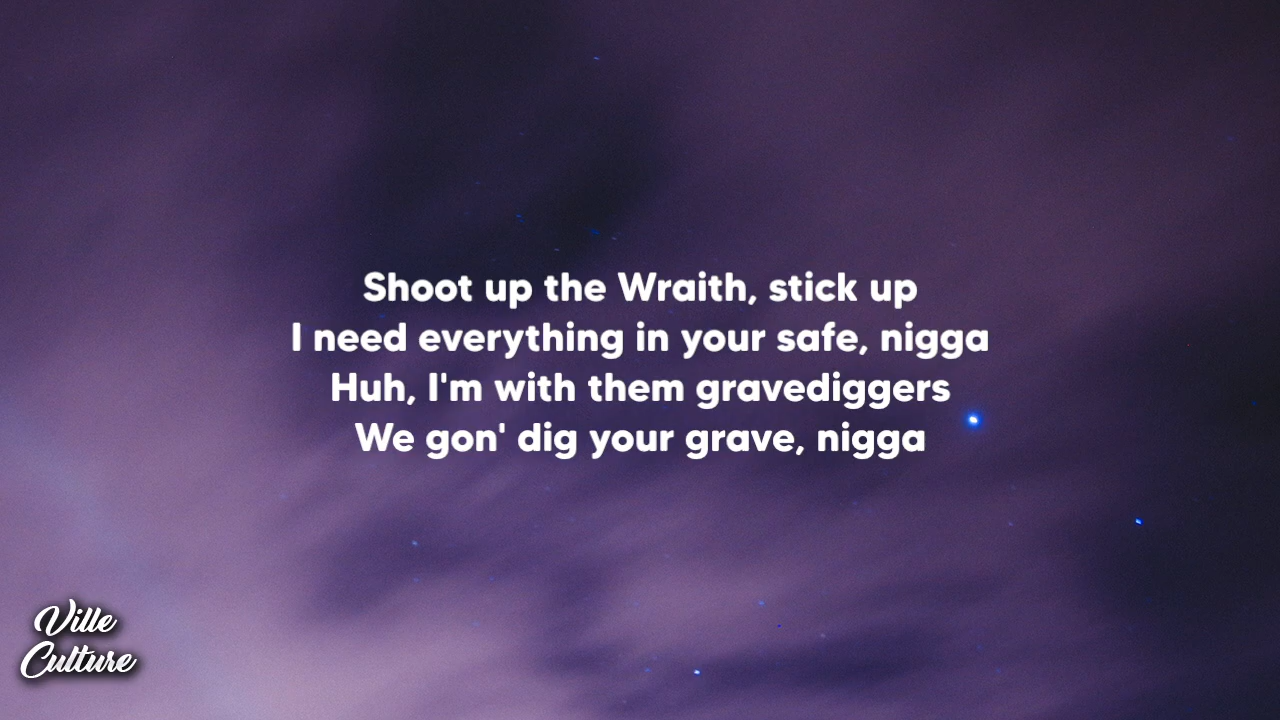 Shoot up the Wraith, stick up
I need everything in your safe, nigga
Huh, I'm with them gravediggers
We gon' dig your grave, nigga
Ville
Culture